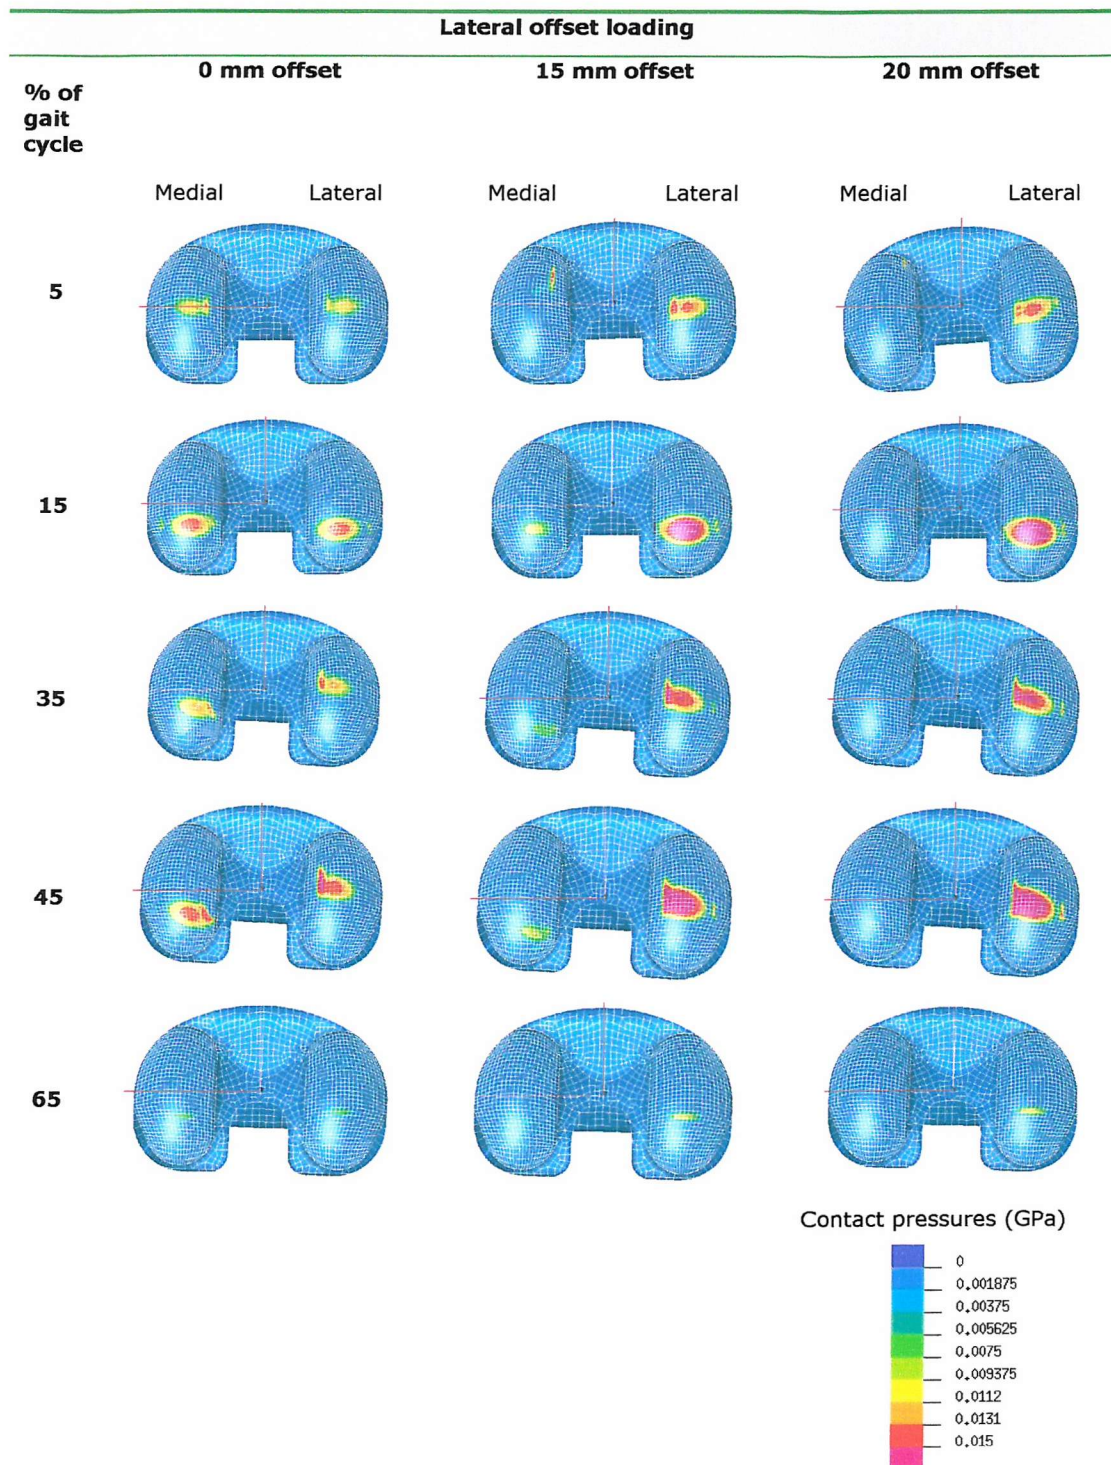 Lateral offset loading
0 mm offset 15 mm offset 20 mm offset
% of
gait
cycle
Medial Lateral Medial Lateral Medial Lateral
5
15
35
45
65
Contact pressures (GPa)
0
0.001875
0.00375
0.005625
0.0075
0.009375
0.0112
0.0131
0.015